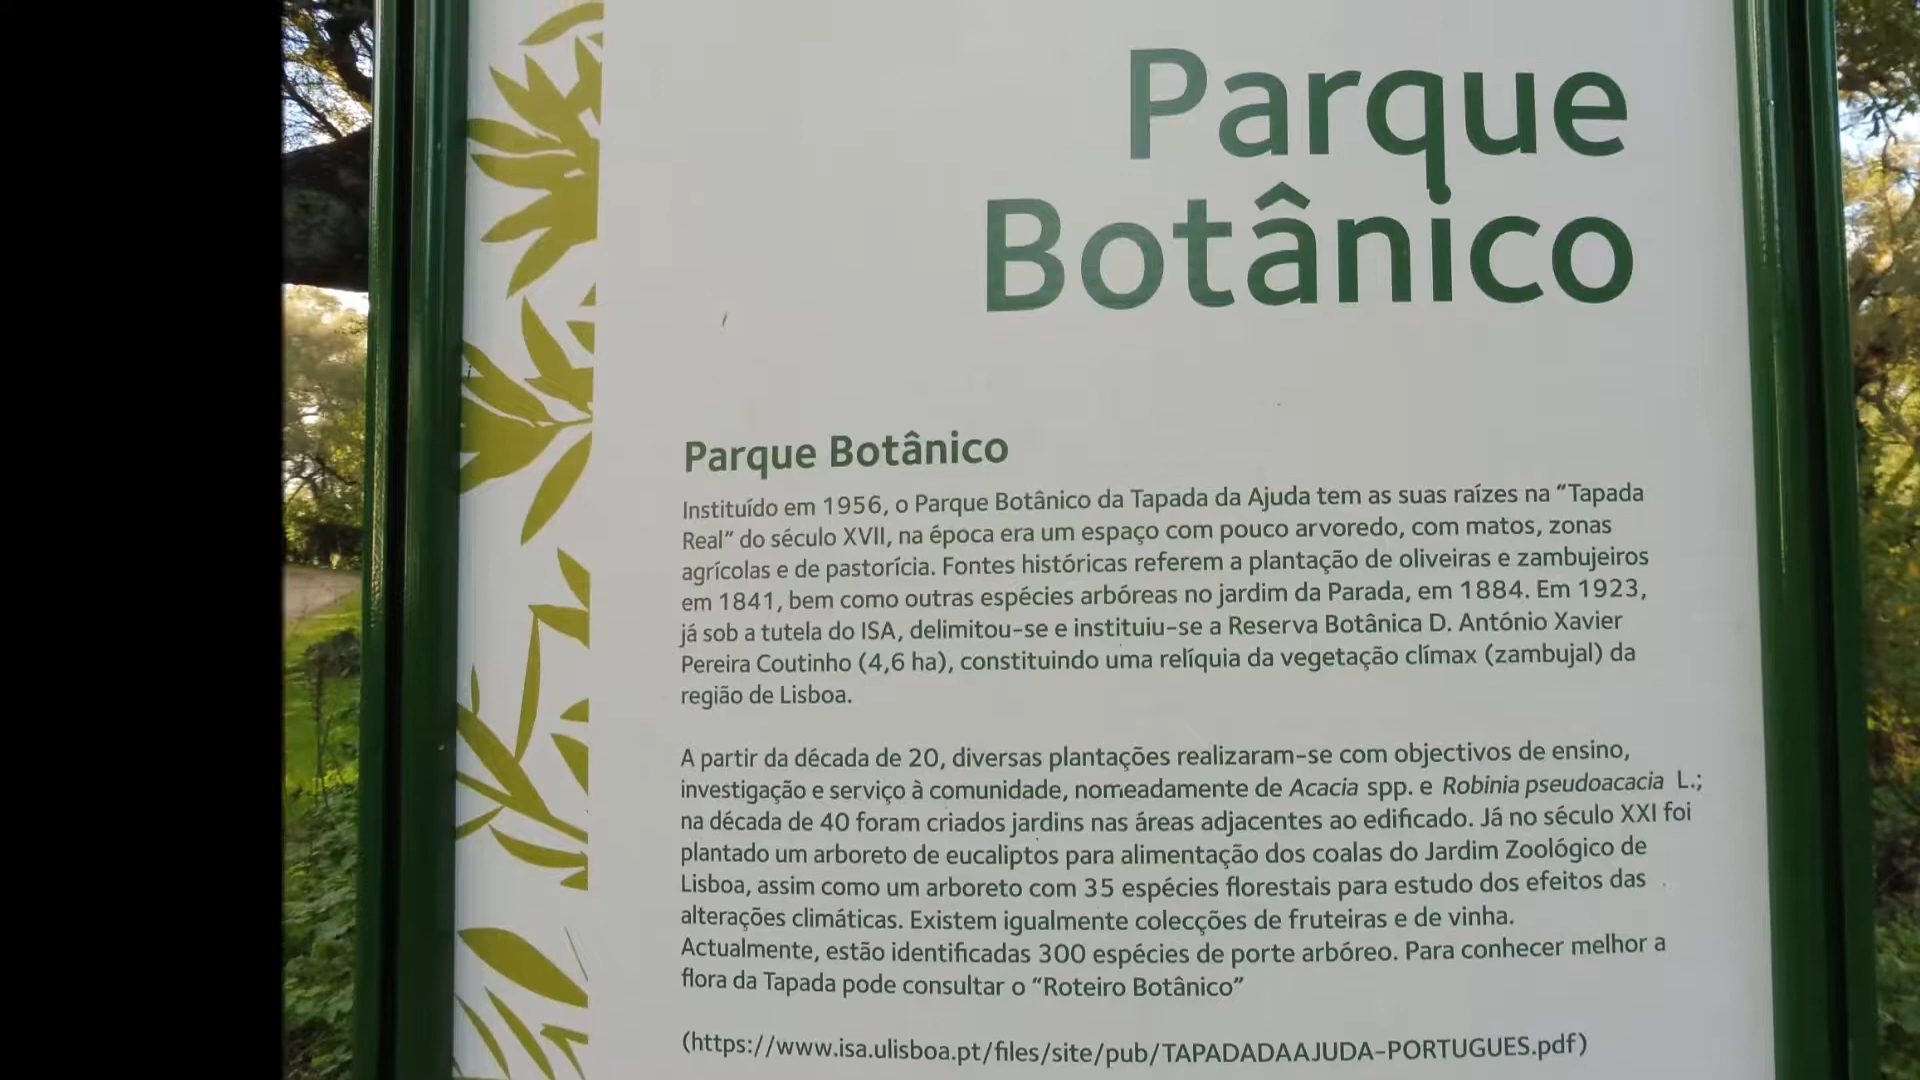 Parque
Botânico
Parque Botânico
Instituído em 1956, o Parque Botânico da Tapada da Ajuda tem as suas raízes na “Tapada
Real” do século XVII, na época era um espaço com pouco arvoredo, com matos, zonas
agrícolas e de pastorícia. Fontes históricas referem a plantação de oliveiras e zambujeiros
em 1841, bem como outras espécies arbóreas no jardim da Parada, em 1884. Em 1923,
já sob a tutela do ISA, delimitou-se e instituiu-se a Reserva Botânica D. António Xavier
Pereira Coutinho (4,6 ha), constituindo uma relíquia da vegetação clímax (zambujal) da
região de Lisboa.
A partir da década de 20, diversas plantações realizaram-se com objectivos de ensino,
investigação e serviço à comunidade, nomeadamente de Acacia spp. e Robinia pseudoacacia L.;
na década de 40 foram criados jardins nas áreas adjacentes ao edificado. Já no século XXI foi
plantado um arboreto de eucaliptos para alimentação dos coalas do Jardim Zoológico de
Lisboa, assim como um arboreto com 35 espécies florestais para estudo dos efeitos das
alterações climáticas. Existem igualmente colecções de fruteiras e de vinha.
Actualmente, estão identificadas 300 espécies de porte arbóreo. Para conhecer melhor a
flora da Tapada pode consultar o “Roteiro Botânico”
(https://www.isa.ulisboa.pt/files/site/pub/TAPADADAAJUDA-PORTUGUES.pdf)